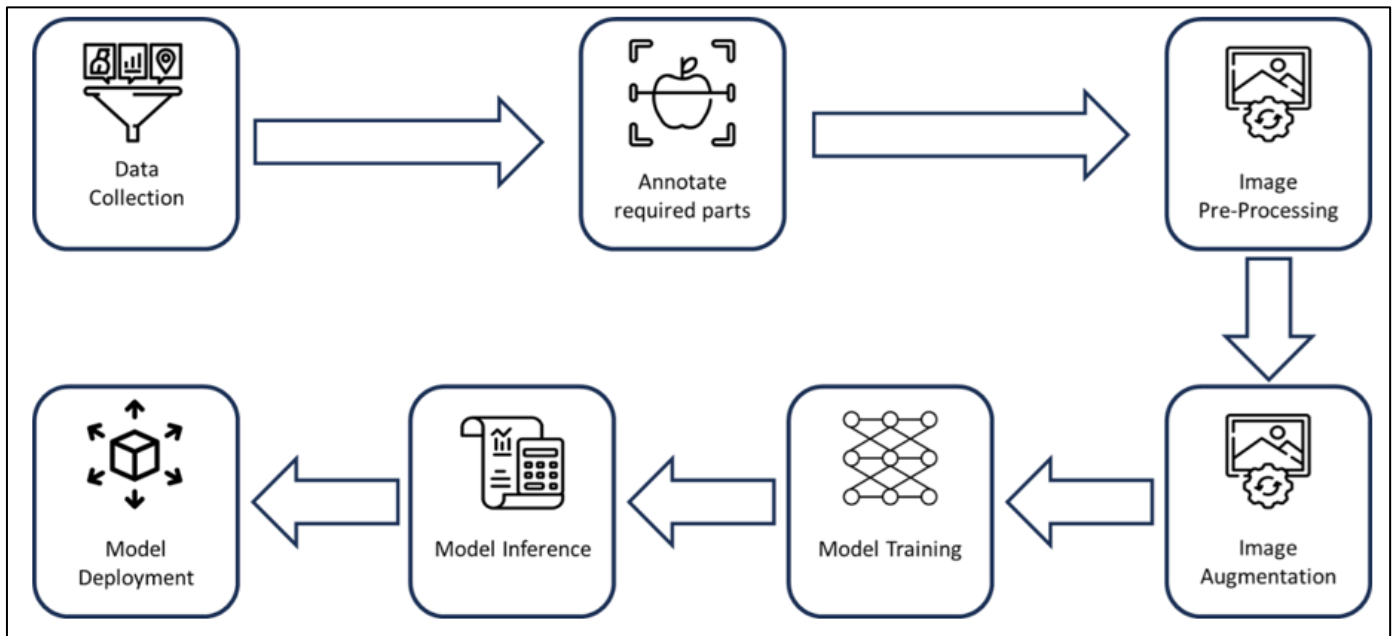 Data
Collection
Annotate
required parts
Image
Pre-Processing
Image
Augmentation
Model Training
Model Inference
Model
Deployment